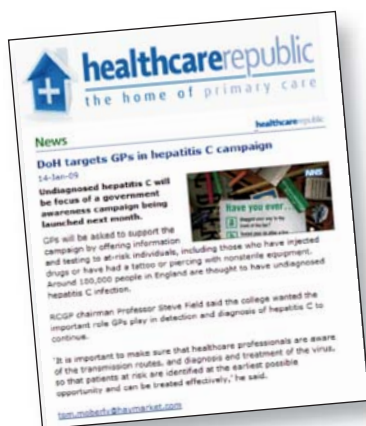 healthcarerepublic
the home of primary care
News
healthcarerepublic
DoH targets GPs in hepatitis C campaign
14-Jan-09
Undiagnosed hepatitis C will
be focus of a government
awareness campaign being
launched next month.
NHS
Have you ever...
GPs will be asked to support the
campaign by offering information
and testing to at-risk individuals, including those who have injected
drugs or have had a tattoo or piercing with nonsterile equipment.
Around 100,000 people in England are thought to have undiagnosed
hepatitis C infection.
RCGP chairman Professor Steve Field said the college wanted the
important role GPs play in detection and diagnosis of hepatitis C to
continue.
'It is important to make sure that healthcare professionals are aware
of the transmission routes, and diagnosis and treatment of the virus,
so that patients at risk are identified at the earliest possible
opportunity and can be treated effectively,' he said.
tom.moberly@haymarket.com